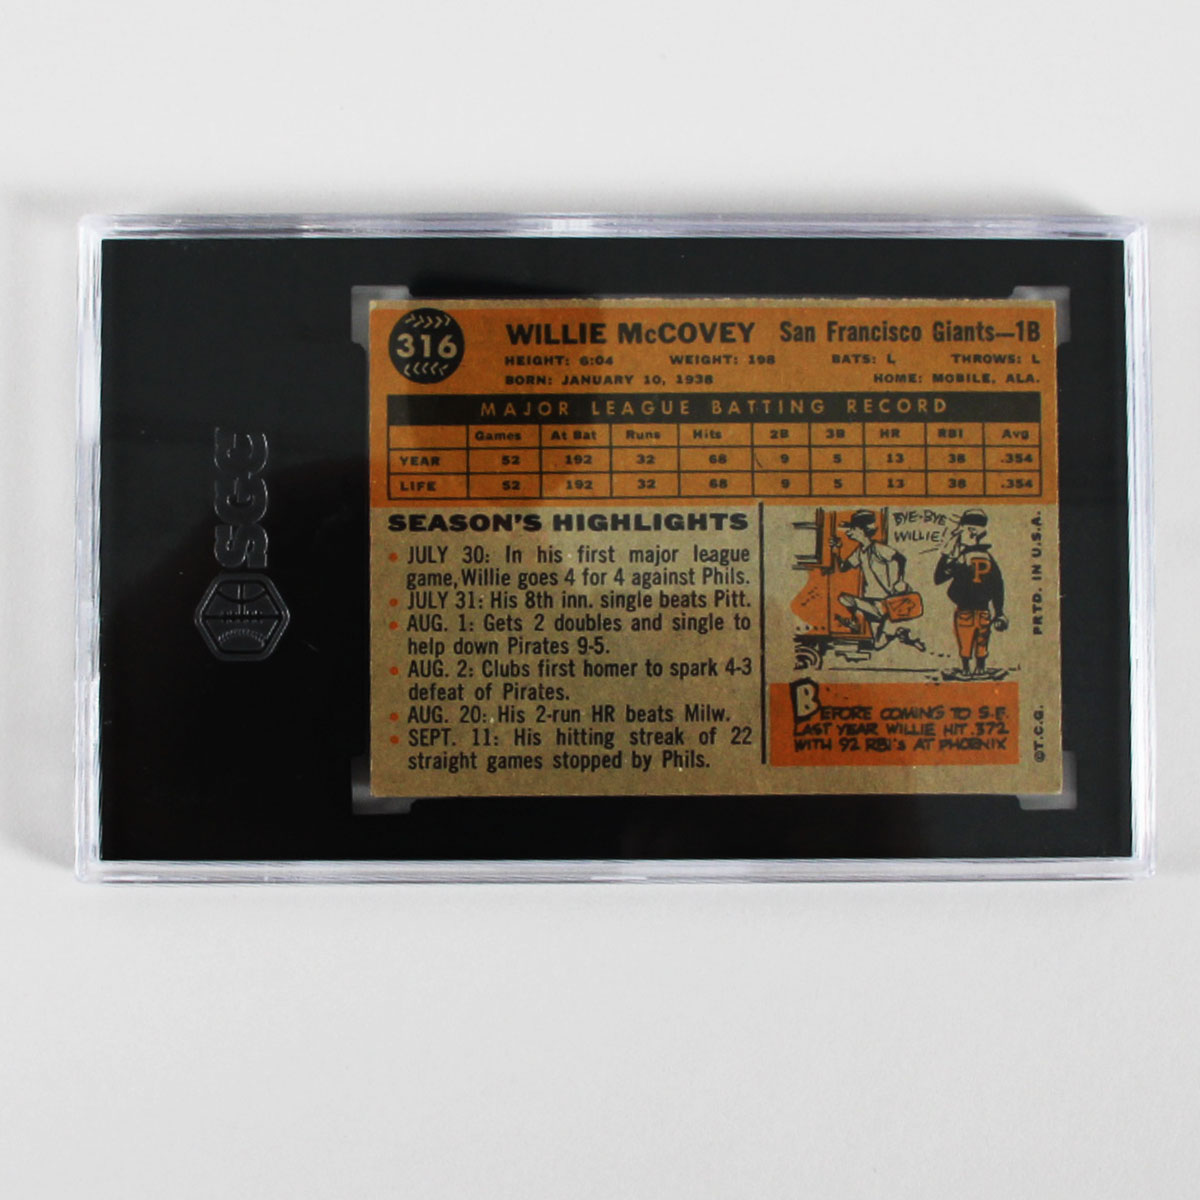 SGC
316
WILLIE McCOVEY San Francisco Giants—1B
HEIGHT: 6:04 WEIGHT: 198 BATS: L THROWS: L
BORN: JANUARY 10, 1938 HOME: MOBILE, ALA.
MAJOR LEAGUE BATTING RECORD
Games At Bat Runs Hits 2B 3B HR RBI Avg
YEAR 52 192 32 68 9 5 13 38 .354
LIFE 52 192 32 68 9 5 13 38 .354
SEASON'S HIGHLIGHTS
• JULY 30: In his first major league
game, Willie goes 4 for 4 against Phils.
• JULY 31: His 8th inn. single beats Pitt.
• AUG. 1: Gets 2 doubles and single to
help down Pirates 9-5.
• AUG. 2: Clubs first homer to spark 4-3
defeat of Pirates.
• AUG. 20: His 2-run HR beats Milw.
• SEPT. 11: His hitting streak of 22
straight games stopped by Phils.
BYE-BYE
WILLIE!
P
BEFORE COMING TO S.F.
LAST YEAR WILLIE HIT .372
WITH 92 RBI's AT PHOENIX
©T.C.G. PRTD. IN U.S.A.